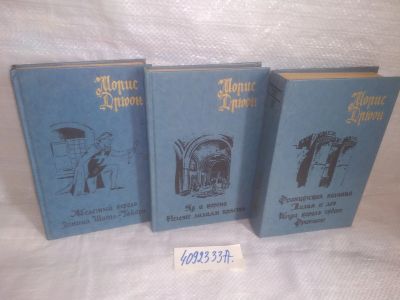 Морис
Дрюон
Железный король
Узница Шато-Гайара
Морис
Дрюон
Яд и корона
Негоже лилиям прясть
Морис
Дрюон
Французская волчица
Лилия и лев
Когда король губит
Францию
4092333А